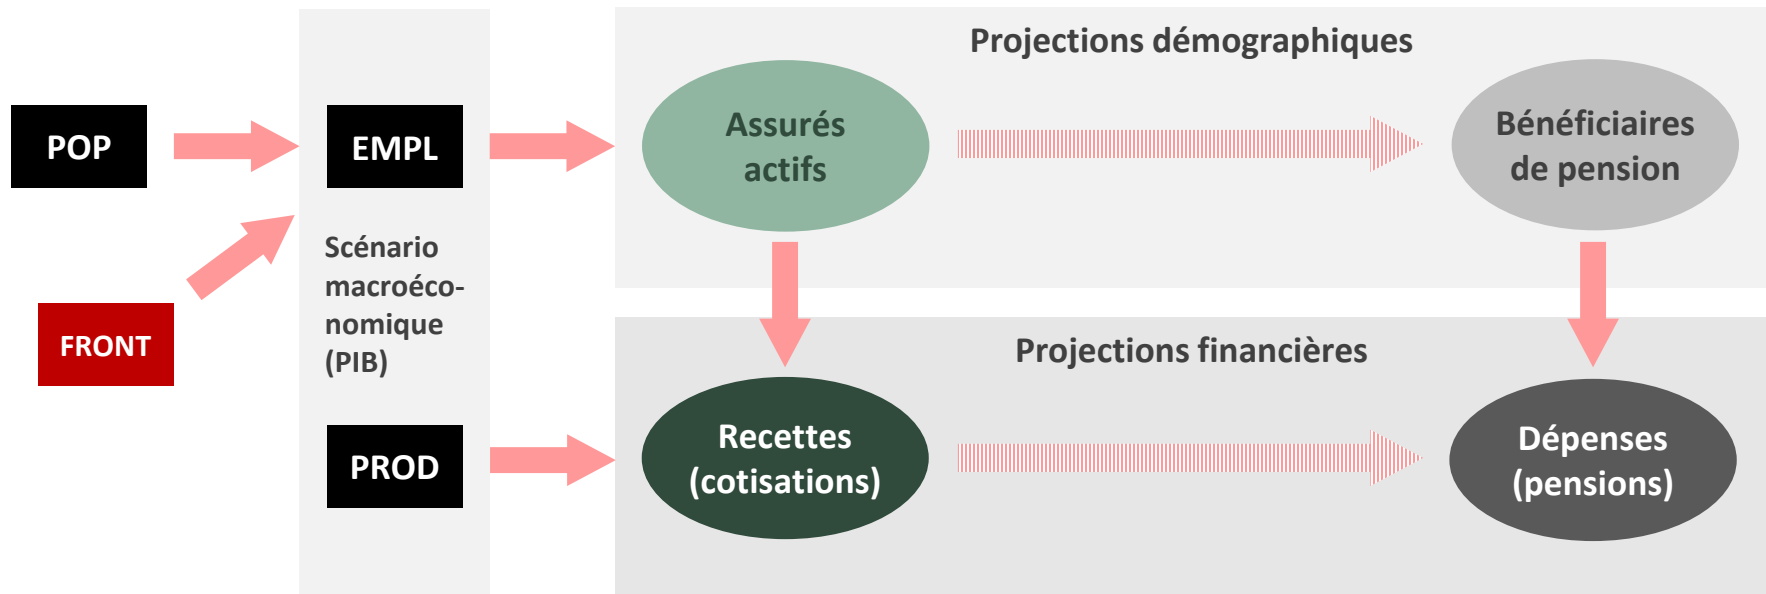 Projections démographiques
POP
EMPL
Assurés
actifs
Bénéficiaires
de pension
Scénario
macroéco-
nomique
(PIB)
FRONT
Projections financières
PROD
Recettes
(cotisations)
Dépenses
(pensions)